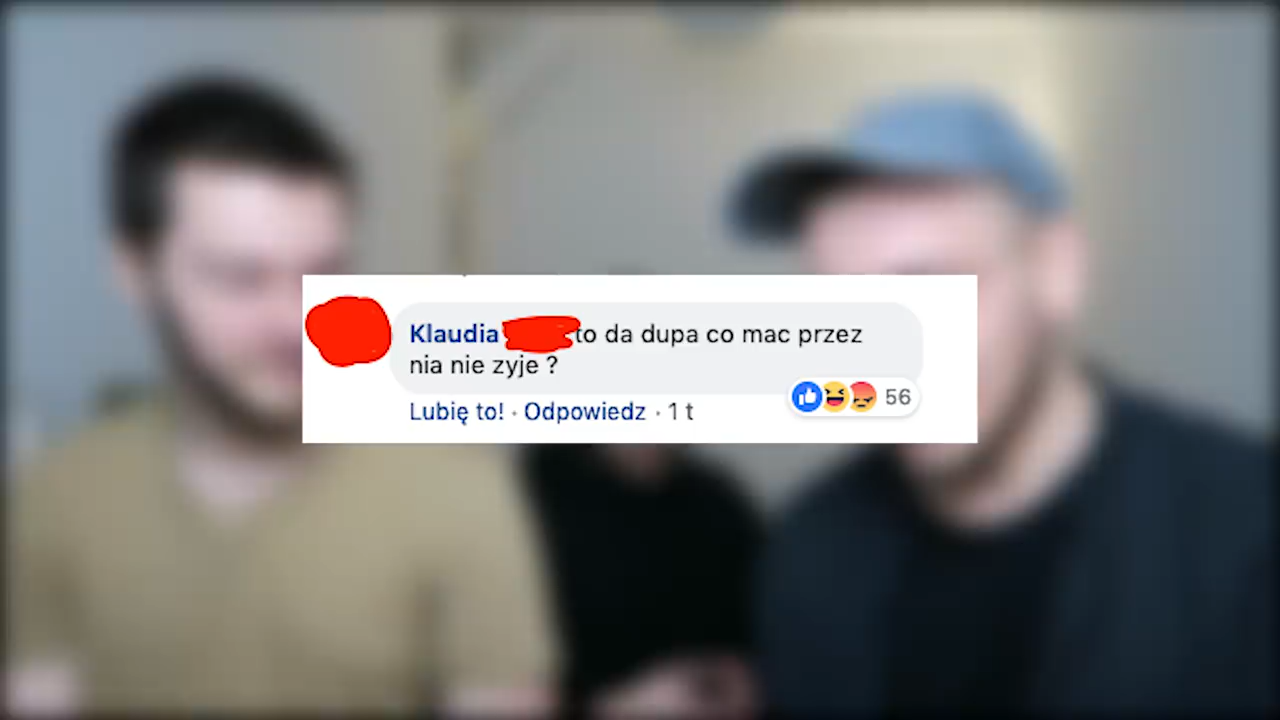 Klaudia to da dupa co mac przez
nia nie zyje ?
Lubię to! · Odpowiedz · 1 t
56